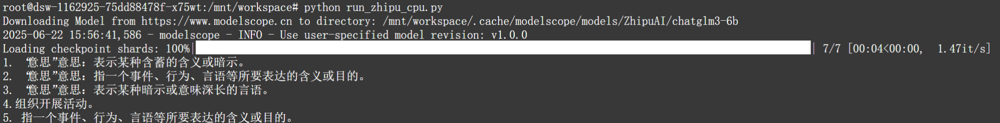 root@dsw-1162925-75dd88478f-x75wt:/mnt/workspace# python run_zhipu_cpu.py
Downloading Model from https://www.modelscope.cn to directory: /mnt/workspace/.cache/modelscope/models/ZhipuAI/chatglm3-6b
2025-06-22 15:56:41,586 - modelscope - INFO - Use user-specified model revision: v1.0.0
Loading checkpoint shards: 100%|██████████| 7/7 [00:04<00:00,  1.47it/s]
1. “意思”意思：表示某种含蓄的含义或暗示。
2. “意思”意思：指一个事件、行为、言语等所要表达的含义或目的。
3. “意思”意思：表示某种暗示或意味深长的言语。
4.组织开展活动。
5. 指一个事件、行为、言语等所要表达的含义或目的。